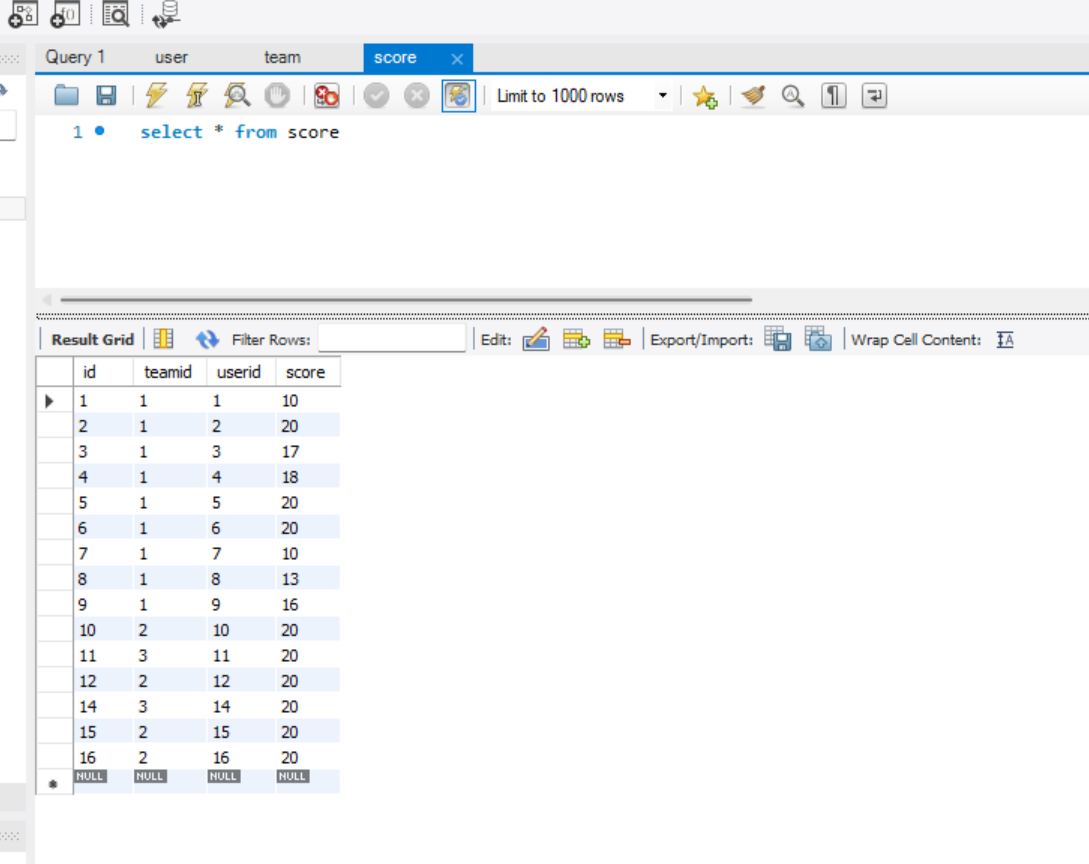 Query 1 user team score
Limit to 1000 rows
1 select * from score
Result Grid Filter Rows: Edit: Export/Import: Wrap Cell Content:
id teamid userid score
1 1 1 10
2 1 2 20
3 1 3 17
4 1 4 18
5 1 5 20
6 1 6 20
7 1 7 10
8 1 8 13
9 1 9 16
10 2 10 20
11 3 11 20
12 2 12 20
14 3 14 20
15 2 15 20
16 2 16 20
NULL NULL NULL NULL